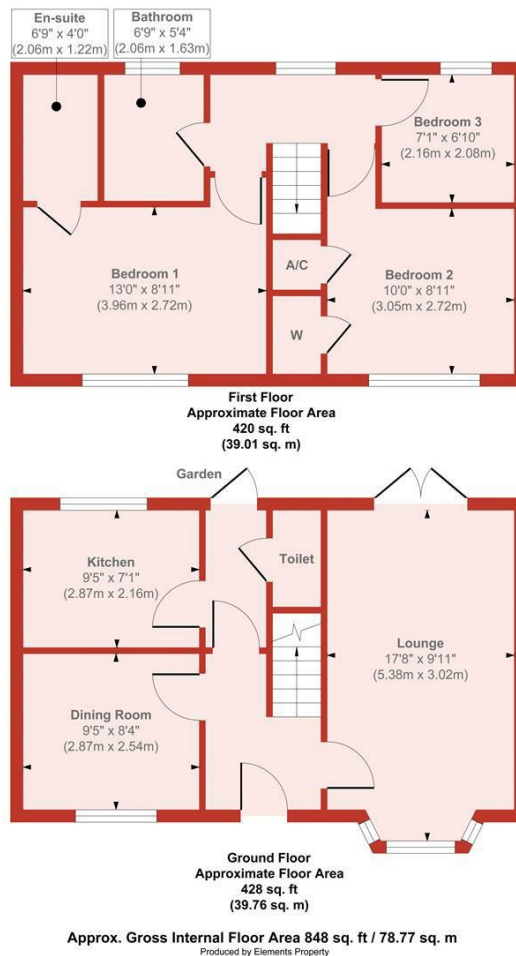 En-suite
6'9" x 4'0"
(2.06m x 1.22m)
Bathroom
6'9" x 5'4"
(2.06m x 1.63m)
Bedroom 3
7'1" x 6'10"
(2.16m x 2.08m)
Bedroom 1
13'0" x 8'11"
(3.96m x 2.72m)
A/C
W
Bedroom 2
10'0" x 8'11"
(3.05m x 2.72m)
First Floor
Approximate Floor Area
420 sq. ft
(39.01 sq. m)
Garden
Kitchen
9'5" x 7'1"
(2.87m x 2.16m)
Toilet
Lounge
17'8" x 9'11"
(5.38m x 3.02m)
Dining Room
9'5" x 8'4"
(2.87m x 2.54m)
Ground Floor
Approximate Floor Area
428 sq. ft
(39.76 sq. m)
Approx. Gross Internal Floor Area 848 sq. ft / 78.77 sq. m
Produced by Elements Property